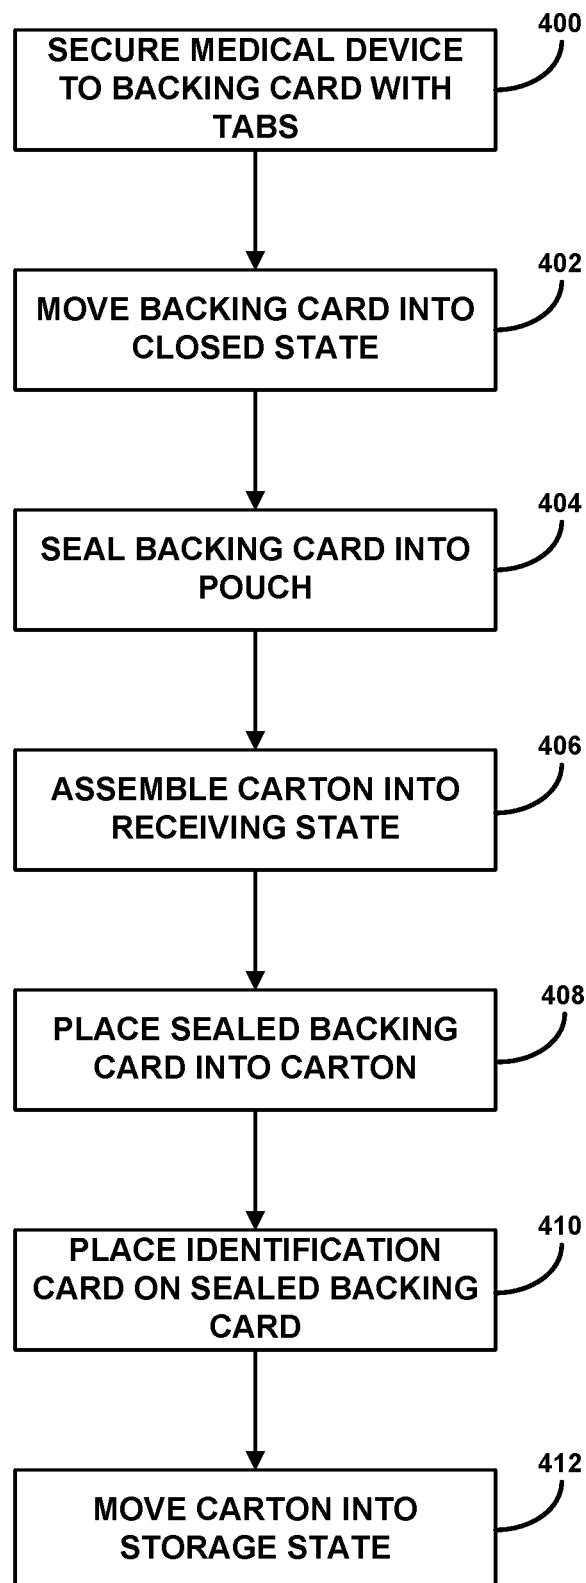 400
SECURE MEDICAL DEVICE
TO BACKING CARD WITH
TABS
402
MOVE BACKING CARD INTO
CLOSED STATE
404
SEAL BACKING CARD INTO
POUCH
406
ASSEMBLE CARTON INTO
RECEIVING STATE
408
PLACE SEALED BACKING
CARD INTO CARTON
410
PLACE IDENTIFICATION
CARD ON SEALED BACKING
CARD
412
MOVE CARTON INTO
STORAGE STATE